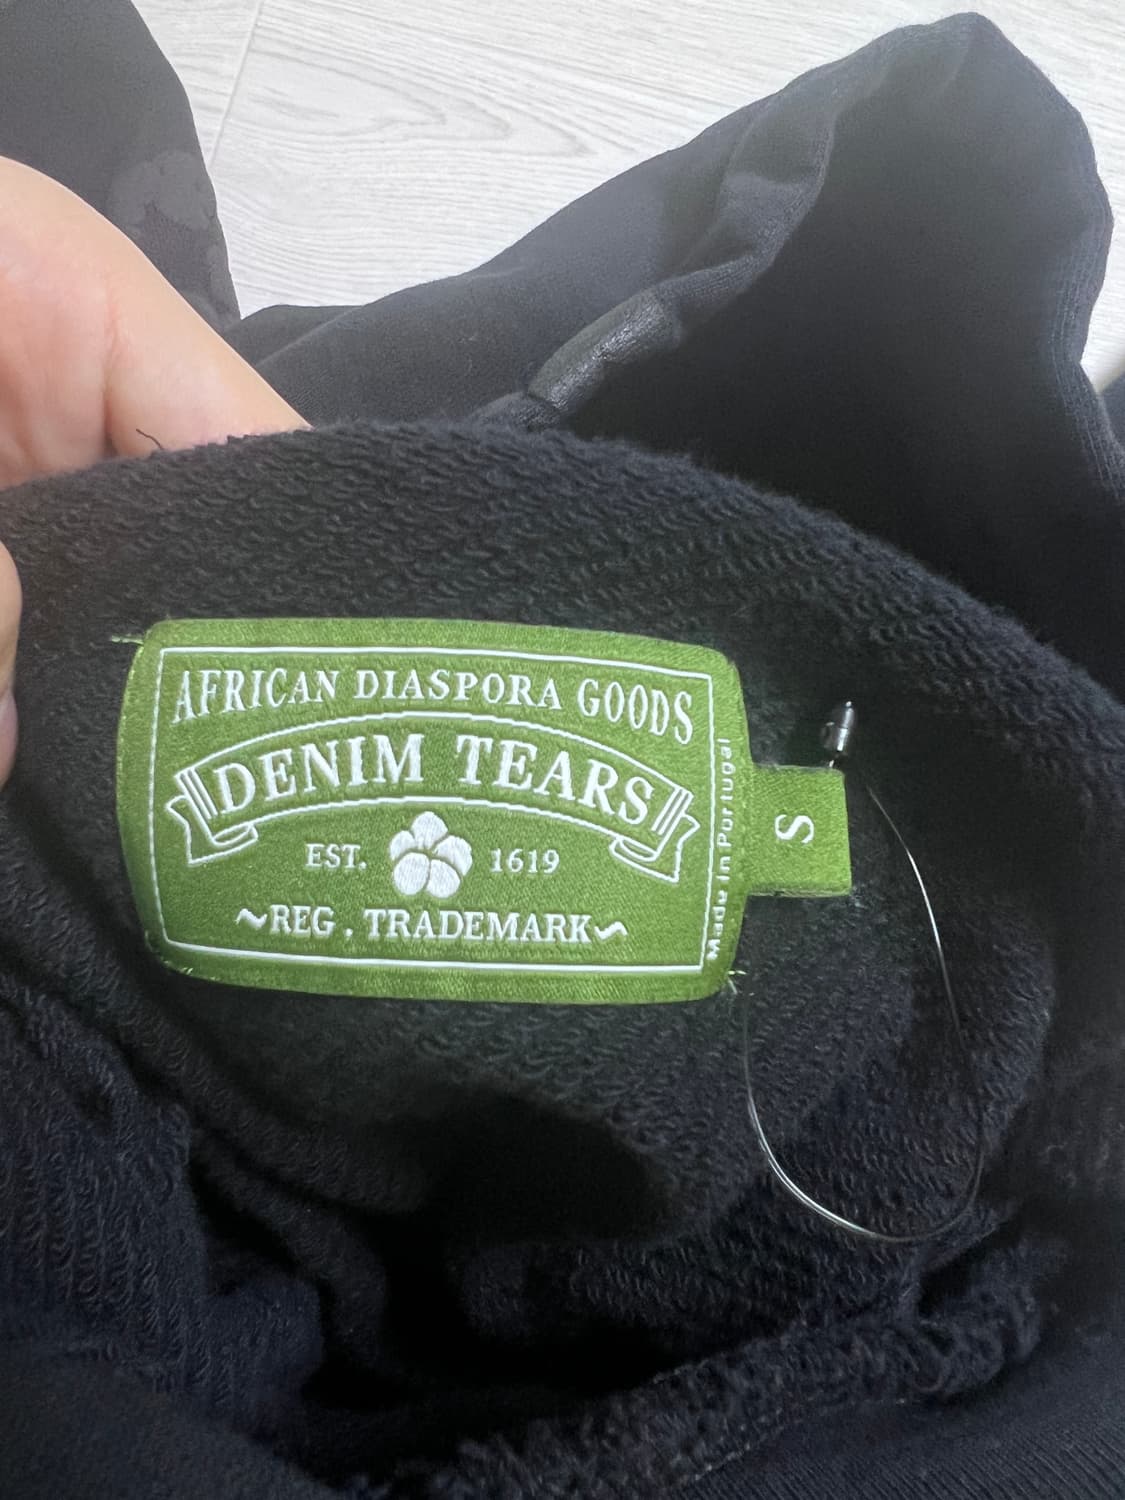 AFRICAN DIASPORA GOODS
DENIM TEARS
EST. 1619
~REG . TRADEMARK~
Made in Portugal
S